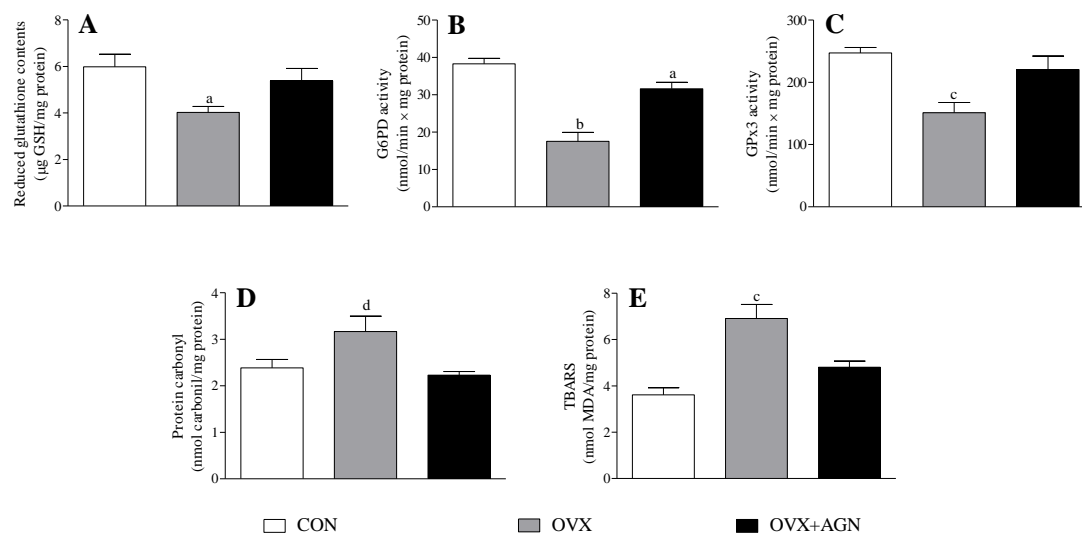 A
Reduced glutathione contents
(µg GSH/mg protein)
8
6
4
2
0
a
B
G6PD activity
(nmol/min × mg protein)
50
40
30
20
10
0
b
a
C
GPx3 activity
(nmol/min × mg protein)
300
200
100
0
c
D
Protein carbonyl
(nmol carbonil/mg protein)
4
3
2
1
0
d
E
TBARS
(nmol MDA/mg protein)
8
6
4
2
0
c
CON
OVX
OVX+AGN